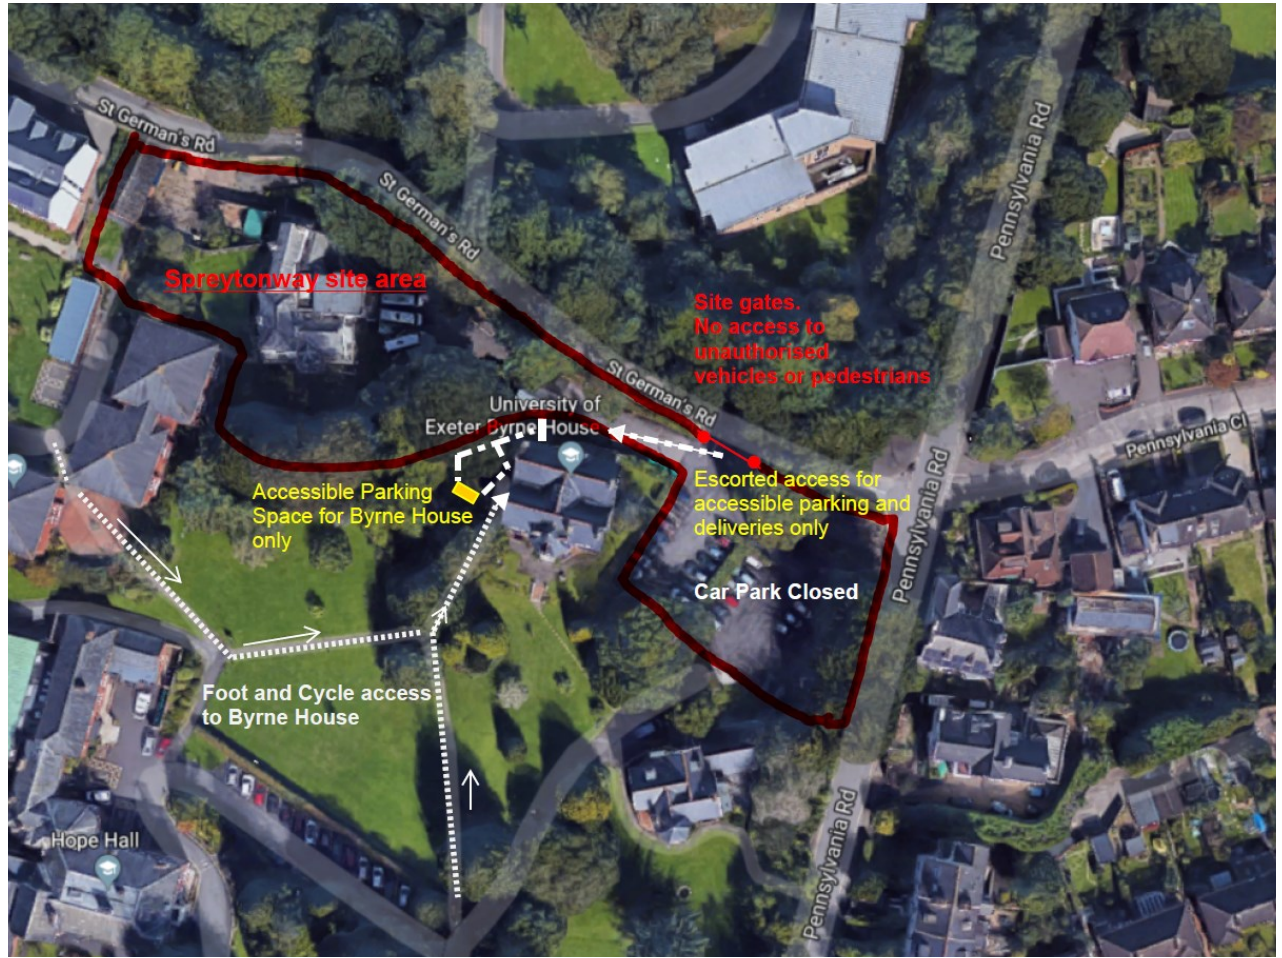 St German's Rd
St German's Rd
Pennsylvania Rd
Spreytonway site area
Site gates.
No access to
unauthorised
vehicles or pedestrians
St German's Rd
University of
Exeter Byrne House
Pennsylvania Cl
Pennsylvania Rd
Accessible Parking
Space for Byrne House
only
Escorted access for
accessible parking and
deliveries only
Car Park Closed
Foot and Cycle access
to Byrne House
Hope Hall
Pennsylvania Rd